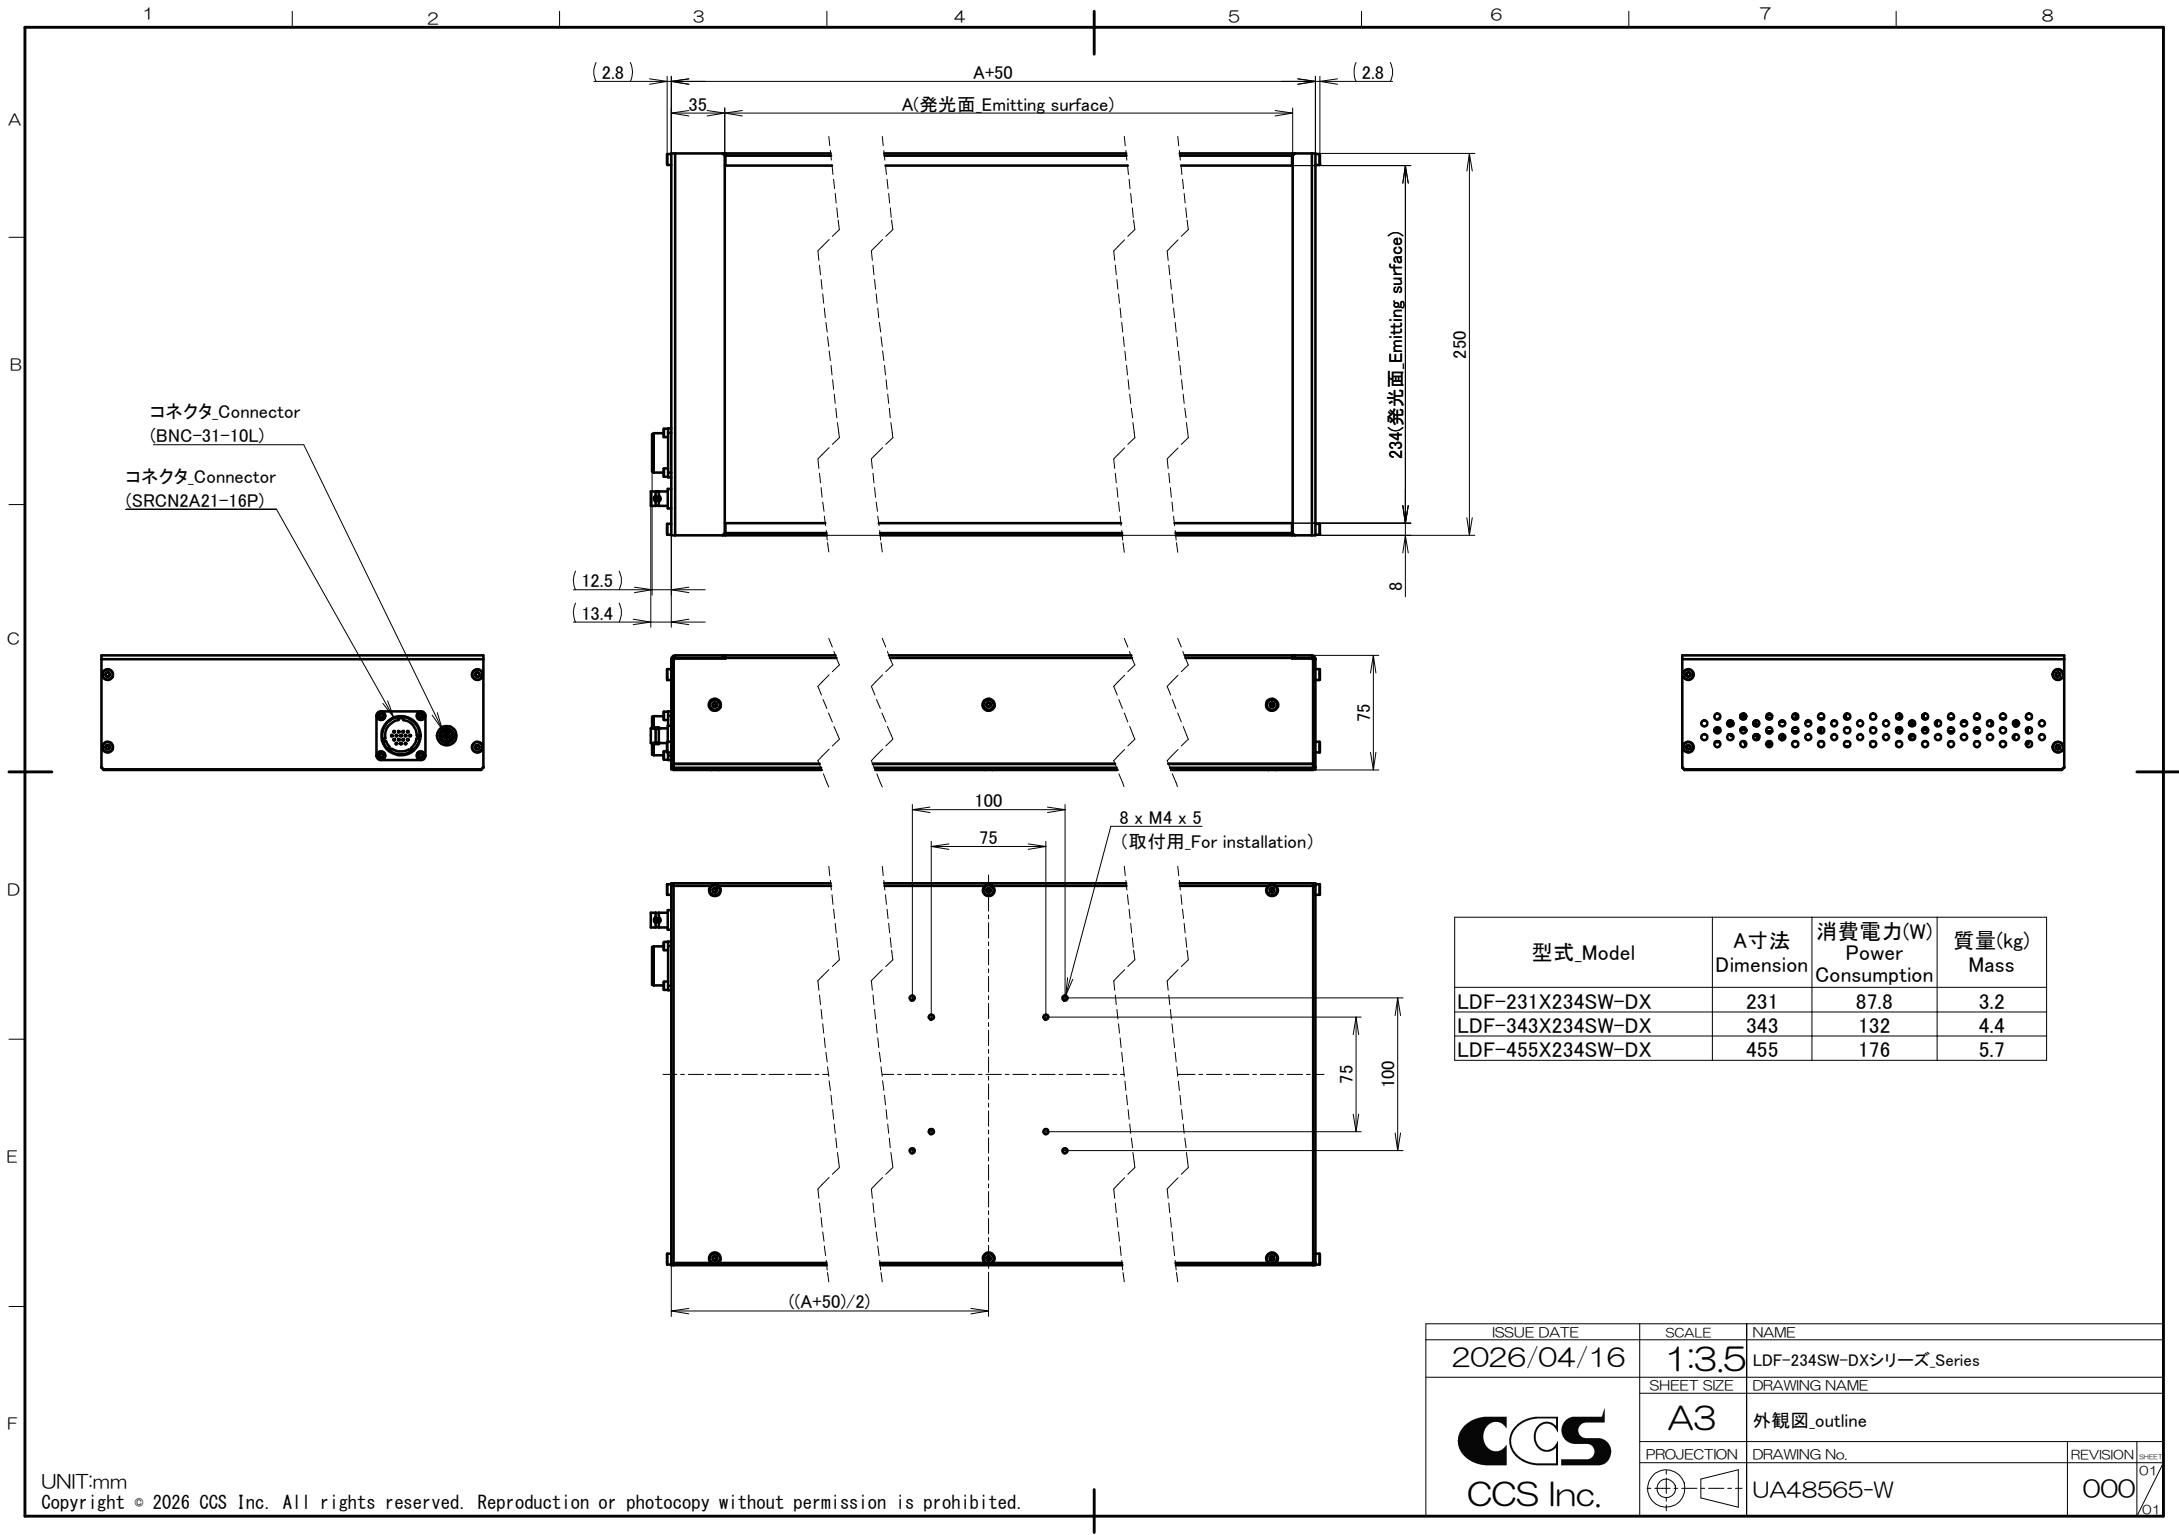 1 2 3 4 5 6 7 8
A
B
C
D
E
F
(2.8)
A+50
(2.8)
35
A(発光面_Emitting surface)
234(発光面_Emitting surface)
250
8
(12.5)
(13.4)
コネクタ_Connector
(BNC-31-10L)
コネクタ_Connector
(SRCN2A21-16P)
75
100
75
8 x M4 x 5
(取付用_For installation)
75
100
((A+50)/2)
型式_Model A寸法 Dimension 消費電力(W) Power Consumption 質量(kg) Mass
LDF-231X234SW-DX 231 87.8 3.2
LDF-343X234SW-DX 343 132 4.4
LDF-455X234SW-DX 455 176 5.7
ISSUE DATE SCALE NAME
2026/04/16 1:3.5 LDF-234SW-DXシリーズ_Series
SHEET SIZE DRAWING NAME
A3 外観図_outline
CCS
CCS Inc.
PROJECTION DRAWING No. REVISION SHEET
UA48565-W 000 01/01
UNIT:mm
Copyright © 2026 CCS Inc. All rights reserved. Reproduction or photocopy without permission is prohibited.